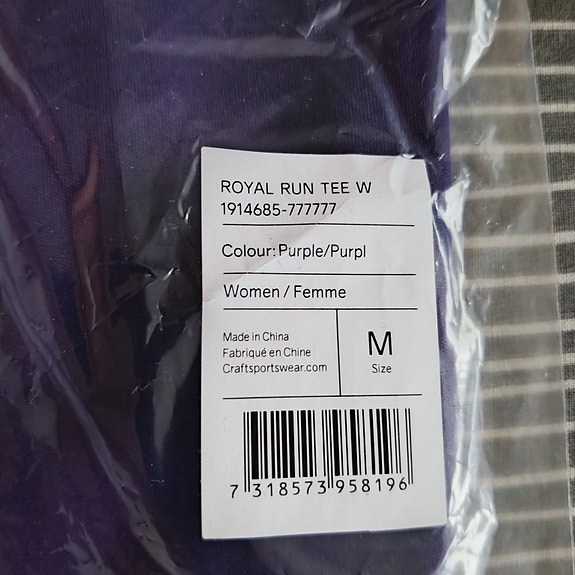 ROYAL RUN TEE W
1914685-777777
Colour: Purple/Purpl
Women / Femme
Made in China
Fabriqué en Chine
Craftsportswear.com
M
Size
7 318573 958196